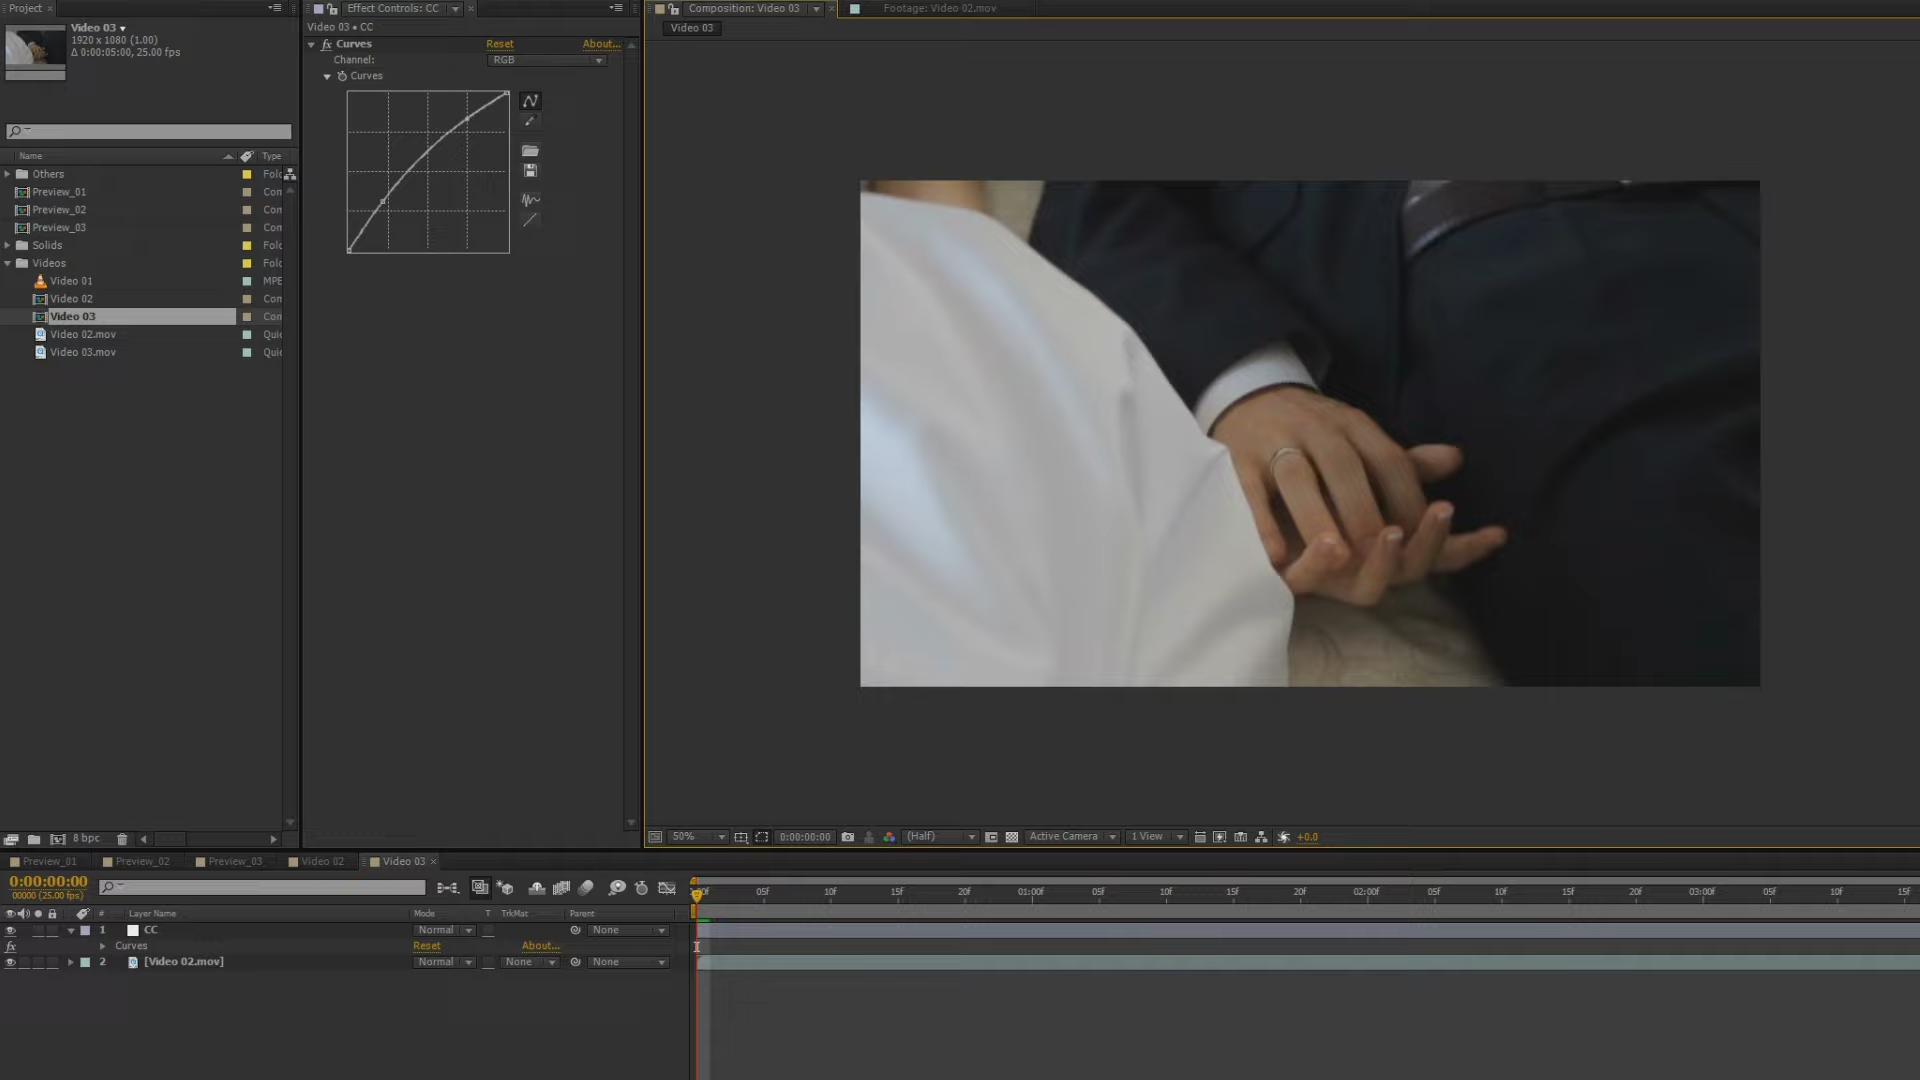 Project
Video 03
1920 x 1080 (1.00)
Δ 0:00:05:00, 25.00 fps
Name
Type
Others
Preview_01
Com
Preview_02
Com
Preview_03
Com
Solids
Videos
Video 01
MPE
Video 02
Com
Video 03
Com
Video 02.mov
Video 03.mov
8 bpc
Effect Controls: CC
Video 03 • CC
fx Curves
Reset
About...
Channel:
RGB
Curves
Composition: Video 03
Footage: Video 02.mov
Video 03
50%
0:00:00:00
(Half)
Active Camera
1 View
+0.0
Preview_01
Preview_02
Preview_03
Video 02
Video 03
0:00:00:00
00000 (25.00 fps)
05f
10f
15f
20f
01:00f
05f
10f
15f
20f
02:00f
05f
10f
15f
20f
03:00f
05f
10f
15f
#
Layer Name
Mode
T
TrkMat
Parent
1
CC
Normal
None
fx
Curves
Reset
About...
2
[Video 02.mov]
Normal
None
None